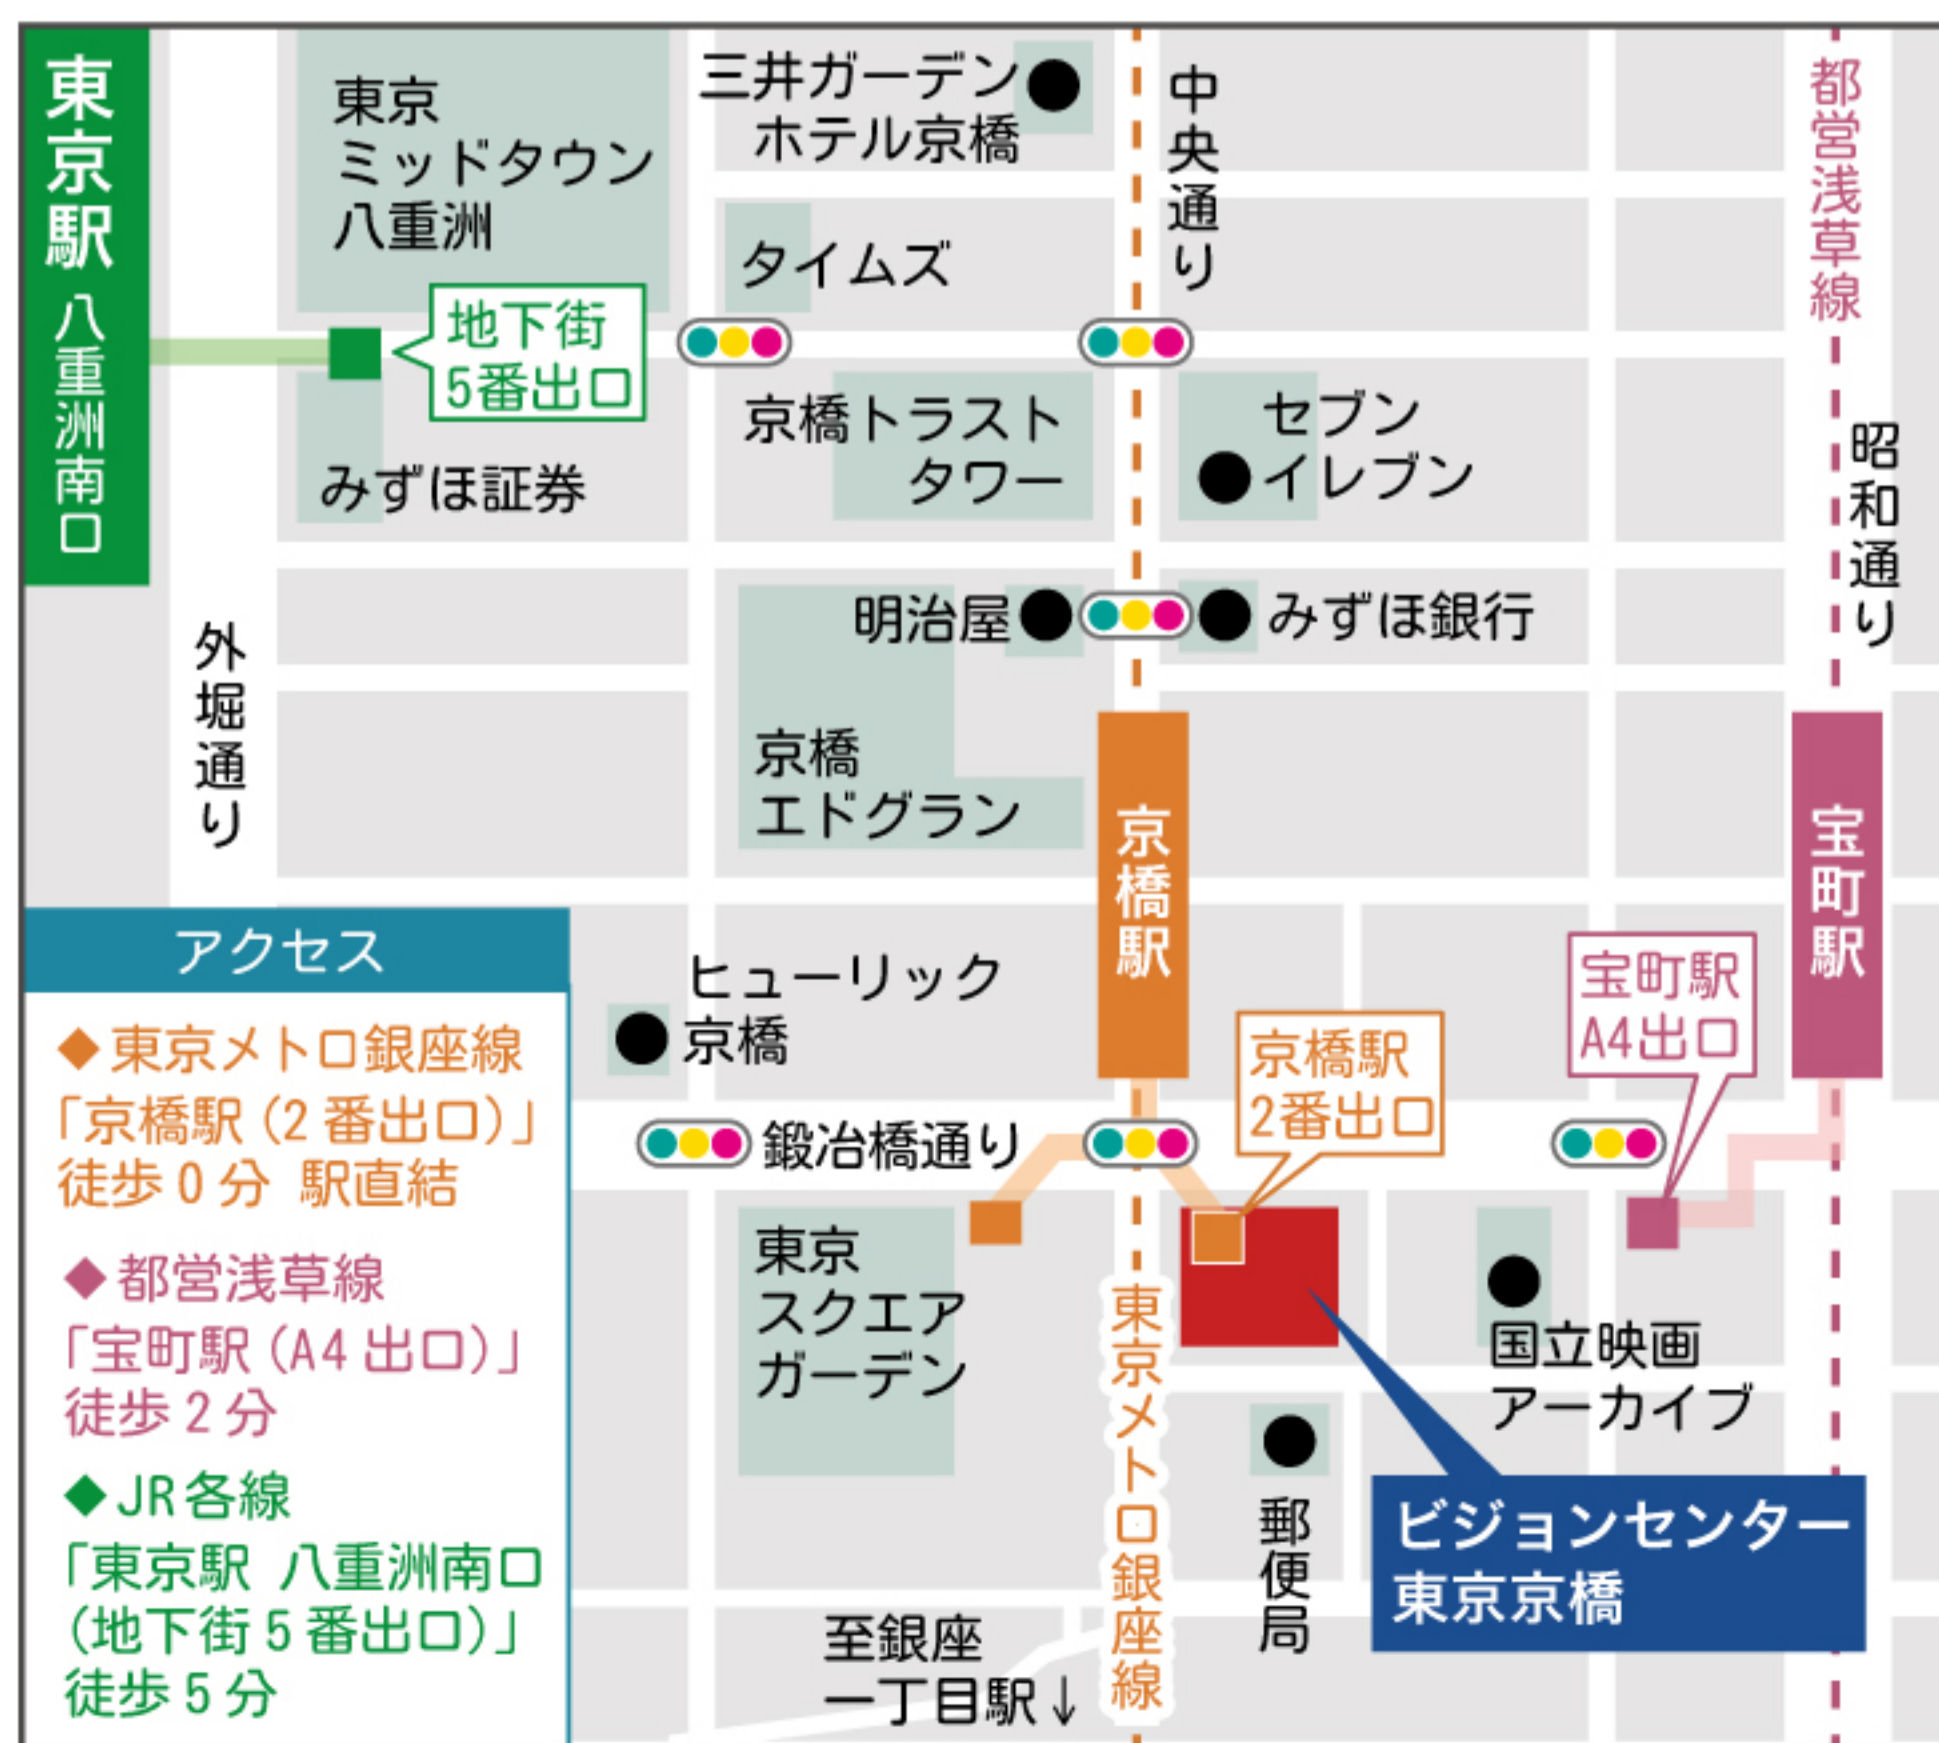 東京駅 八重洲南口
東京
ミッドタウン
八重洲
三井ガーデン
ホテル京橋
中央通り
都営浅草線
タイムズ
地下街
5番出口
みずほ証券
京橋トラスト
タワー
セブン
イレブン
昭和通り
外堀通り
明治屋
みずほ銀行
京橋
エドグラン
京橋駅
宝町駅
アクセス
◆東京メトロ銀座線
「京橋駅(2番出口)」
徒歩0分 駅直結
◆都営浅草線
「宝町駅(A4出口)」
徒歩2分
◆JR各線
「東京駅 八重洲南口
(地下街5番出口)」
徒歩5分
ヒューリック
京橋
京橋駅
2番出口
宝町駅
A4出口
鍛冶橋通り
東京
スクエア
ガーデン
東京メトロ銀座線
国立映画
アーカイブ
郵便局
ビジョンセンター
東京京橋
至銀座
一丁目駅↓